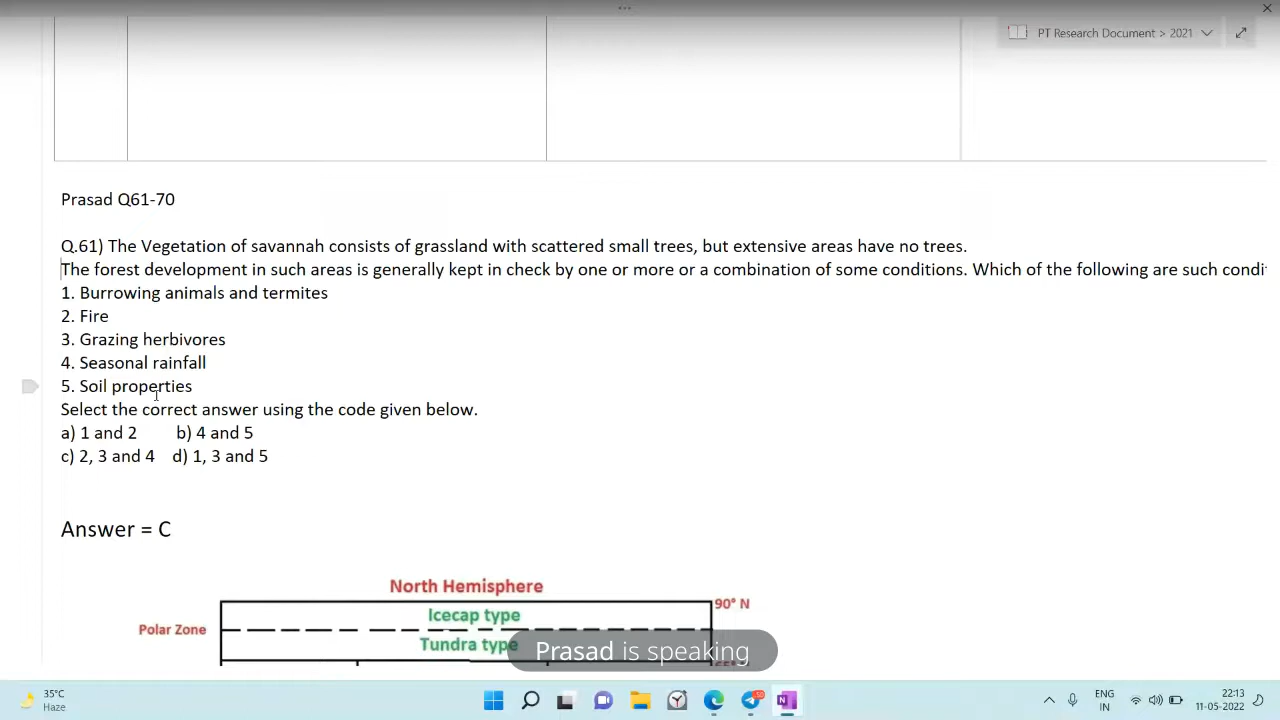 PT Research Document > 2021
Prasad Q61-70
Q.61) The Vegetation of savannah consists of grassland with scattered small trees, but extensive areas have no trees.
The forest development in such areas is generally kept in check by one or more or a combination of some conditions. Which of the following are such condi
1. Burrowing animals and termites
2. Fire
3. Grazing herbivores
4. Seasonal rainfall
5. Soil properties
Select the correct answer using the code given below.
a) 1 and 2 b) 4 and 5
c) 2, 3 and 4 d) 1, 3 and 5
Answer = C
North Hemisphere
90° N
Icecap type
Polar Zone
Tundra type
Prasad is speaking
35°C
Haze
ENG
IN
22:13
11-05-2022